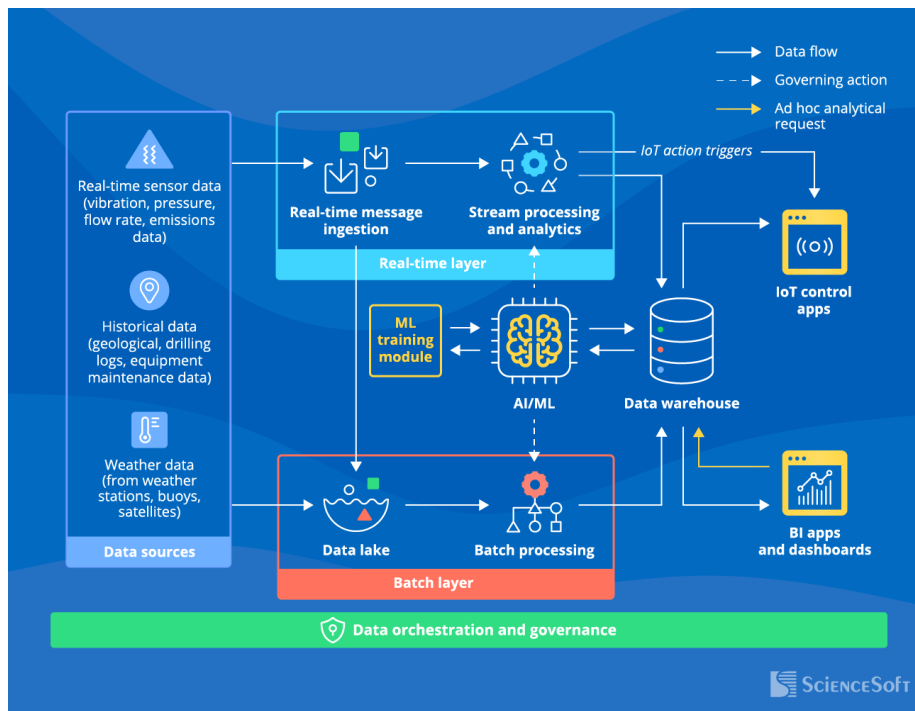 Data flow
Governing action
Ad hoc analytical
request
Real-time sensor data
(vibration, pressure,
flow rate, emissions
data)
Historical data
(geological, drilling
logs, equipment
maintenance data)
Weather data
(from weather
stations, buoys,
satellites)
Data sources
Real-time message
ingestion
Stream processing
and analytics
Real-time layer
IoT action triggers
IoT control
apps
ML
training
module
AI/ML
Data warehouse
Data lake
Batch processing
Batch layer
BI apps
and dashboards
Data orchestration and governance
ScienceSoft